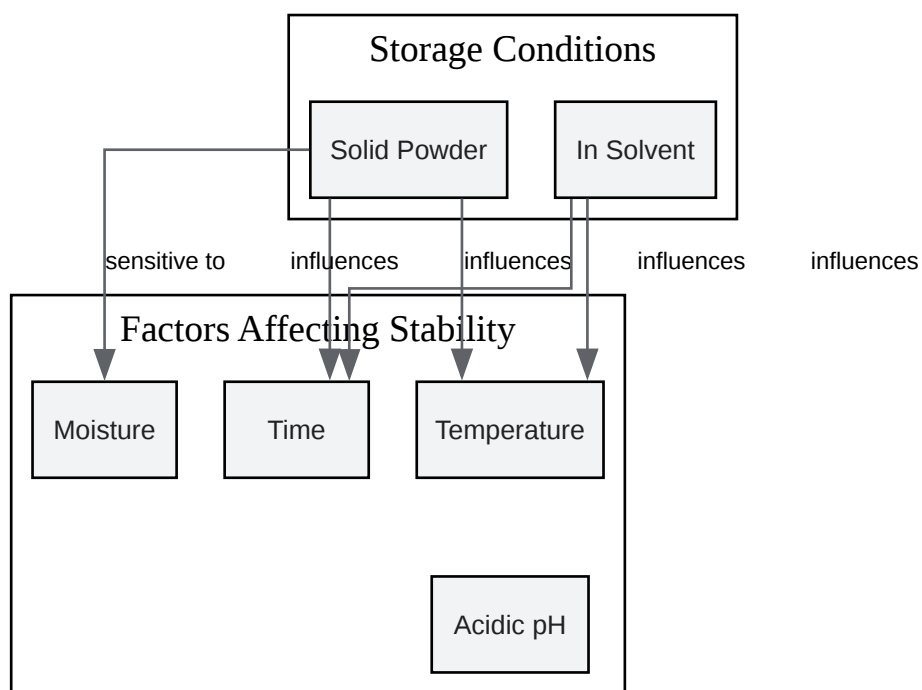 Storage Conditions
Solid Powder
In Solvent
sensitive to
influences
influences
influences
influences
Factors Affecting Stability
Moisture
Time
Temperature
Acidic pH